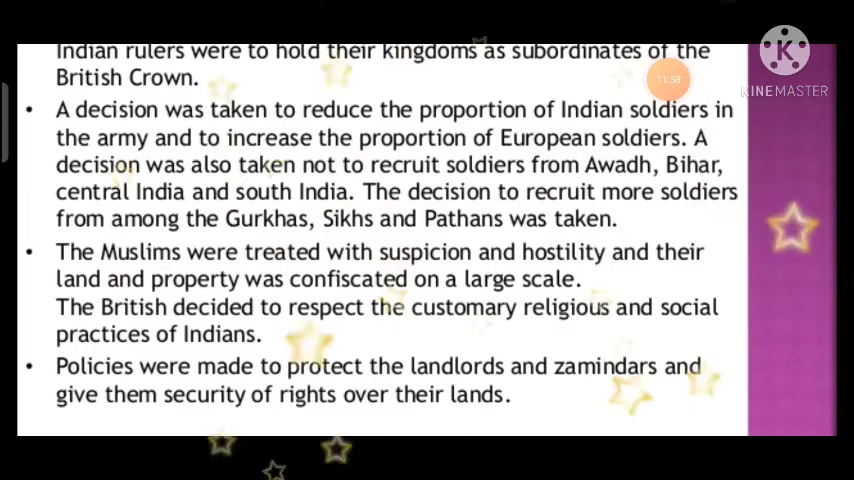 Indian rulers were to hold their kingdoms as subordinates of the
British Crown.
• A decision was taken to reduce the proportion of Indian soldiers in
the army and to increase the proportion of European soldiers. A
decision was also taken not to recruit soldiers from Awadh, Bihar,
central India and south India. The decision to recruit more soldiers
from among the Gurkhas, Sikhs and Pathans was taken.
• The Muslims were treated with suspicion and hostility and their
land and property was confiscated on a large scale.
The British decided to respect the customary religious and social
practices of Indians.
• Policies were made to protect the landlords and zamindars and
give them security of rights over their lands.
11:58
K
KINEMASTER